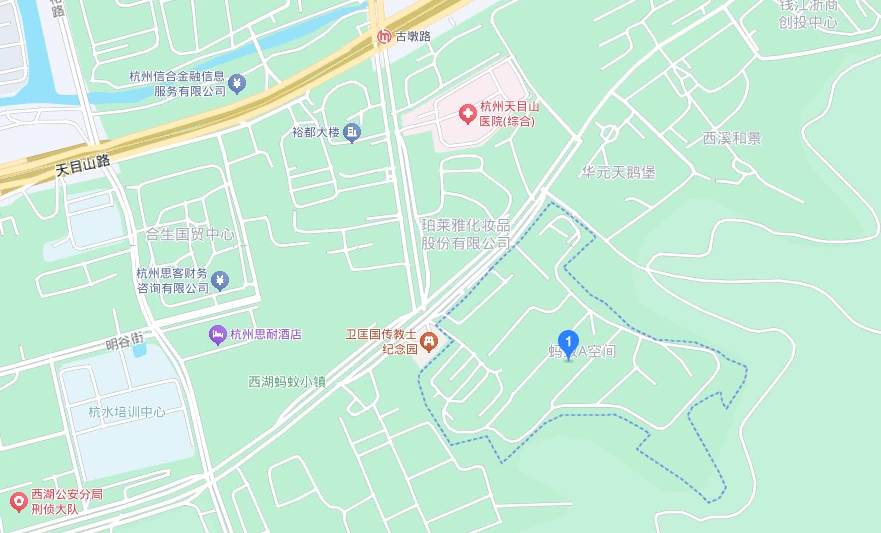 钱江浙商
创投中心
路
古墩路
杭州信合金融信息
服务有限公司
杭州天目山
医院(综合)
裕都大楼
西溪和景
天目山路
华元天鹅堡
珀莱雅化妆品
股份有限公司
合生国贸中心
杭州思客财务
咨询有限公司
杭州思耐酒店
明谷街
卫匡国传教士
纪念园
1
蚂蚁A空间
西湖蚂蚁小镇
杭水培训中心
西湖公安分局
刑侦大队